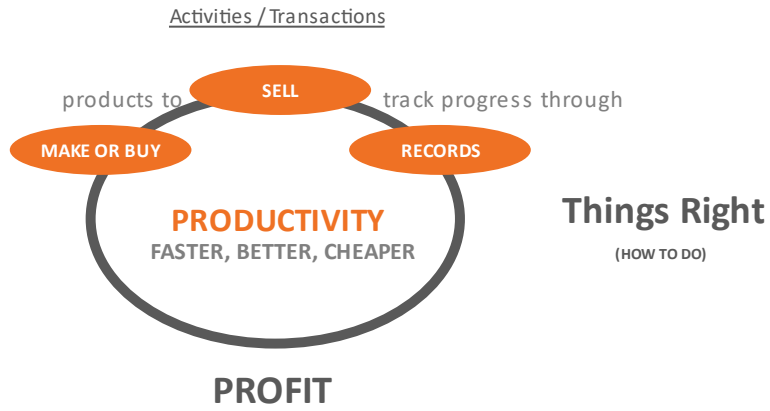 Activities / Transactions
SELL
products to
track progress through
MAKE OR BUY
RECORDS
PRODUCTIVITY
FASTER, BETTER, CHEAPER
Things Right
(HOW TO DO)
PROFIT